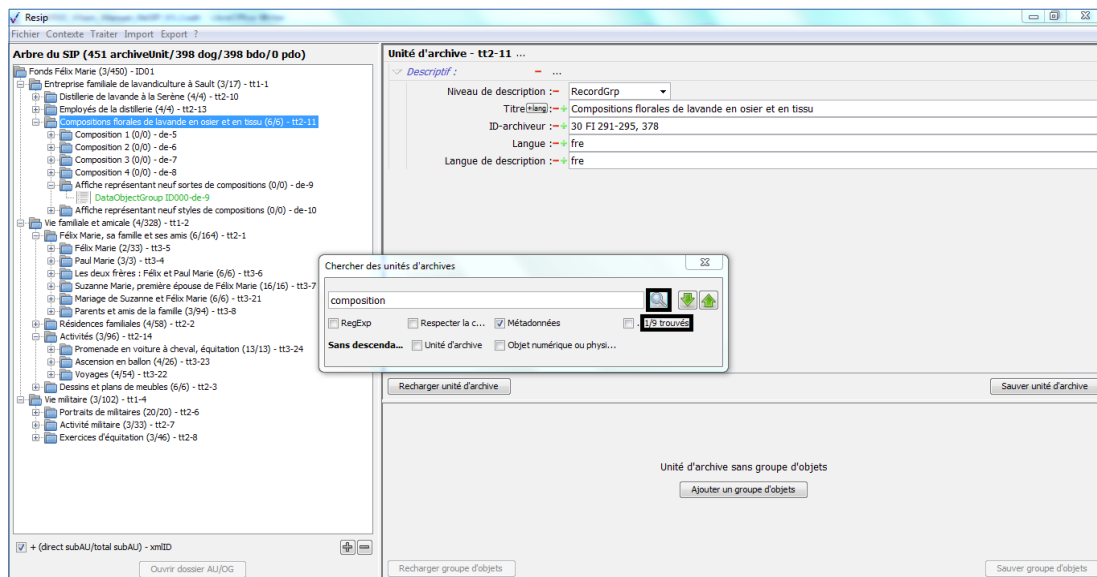 Resip
Fichier Contexte Traiter Import Export ?
Arbre du SIP (451 archiveUnit/398 dog/398 bdo/0 pdo)
Fonds Félix Marie (3/450) - ID01
Entreprise familiale de lavandiculture à Sault (3/17) - tt1-1
Distillerie de lavande à la Serène (4/4) - tt2-10
Employés de la distillerie (4/4) - tt2-13
Compositions florales de lavande en osier et en tissu (6/6) - tt2-11
Composition 1 (0/0) - de-5
Composition 2 (0/0) - de-6
Composition 3 (0/0) - de-7
Composition 4 (0/0) - de-8
Affiche représentant neuf sortes de compositions (0/0) - de-9
DataObjectGroup ID000-de-9
Affiche représentant neuf styles de compositions (0/0) - de-10
Vie familiale et amicale (4/328) - tt1-2
Félix Marie, sa famille et ses amis (6/164) - tt2-1
Félix Marie (2/33) - tt3-5
Paul Marie (3/3) - tt3-4
Les deux frères : Félix et Paul Marie (6/6) - tt3-6
Suzanne Marie, première épouse de Félix Marie (16/16) - tt3-7
Mariage de Suzanne et Félix Marie (6/6) - tt3-21
Parents et amis de la famille (3/94) - tt3-8
Résidences familiales (4/58) - tt2-2
Activités (3/96) - tt2-14
Promenade en voiture à cheval, équitation (13/13) - tt3-24
Ascension en ballon (4/26) - tt3-23
Voyages (4/54) - tt3-22
Dessins et plans de meubles (6/6) - tt2-3
Vie militaire (3/102) - tt1-4
Portraits de militaires (20/20) - tt2-6
Activité militaire (3/33) - tt2-7
Exercices d'équitation (3/46) - tt2-8
+ (direct subAU/total subAU) - xmlID
Ouvrir dossier AU/OG
Unité d'archive - tt2-11 ...
Descriptif : - ...
Niveau de description :- RecordGrp
Titre +lang :-+ Compositions florales de lavande en osier et en tissu
ID-archiveur :-+ 30 FI 291-295, 378
Langue :-+ fre
Langue de description :-+ fre
Chercher des unités d'archives
composition
RegExp Respecter la c... Métadonnées . 1/9 trouvés
Sans descenda... Unité d'archive Objet numérique ou physi...
Recharger unité d'archive Sauver unité d'archive
Unité d'archive sans groupe d'objets
Ajouter un groupe d'objets
Recharger groupe d'objets Sauver groupe d'objets